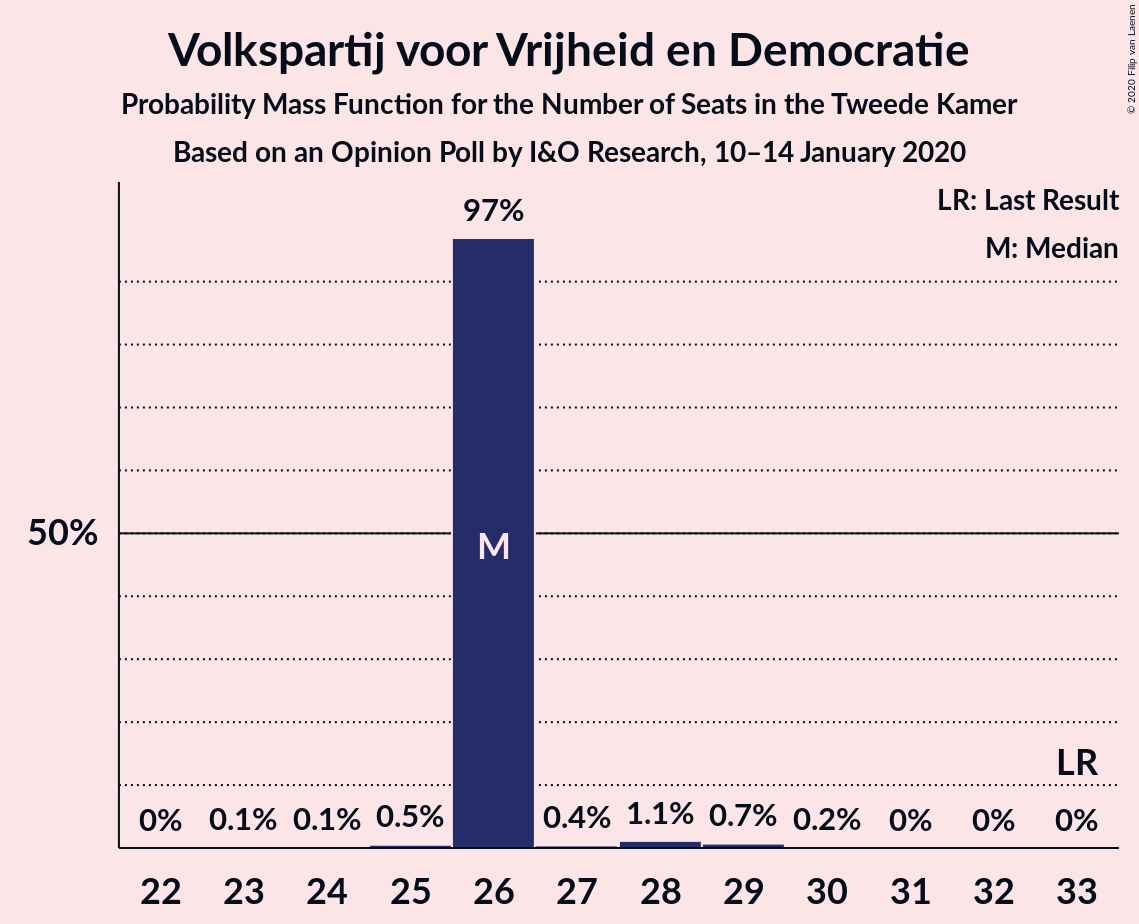 Volkspartij voor Vrijheid en Democratie
Probability Mass Function for the Number of Seats in the Tweede Kamer
Based on an Opinion Poll by I&O Research, 10–14 January 2020
© 2020 Filip van Laenen
LR: Last Result
M: Median
97%
50%
M
LR
0% 0.1% 0.1% 0.5% 0.4% 1.1% 0.7% 0.2% 0% 0% 0%
22 23 24 25 26 27 28 29 30 31 32 33